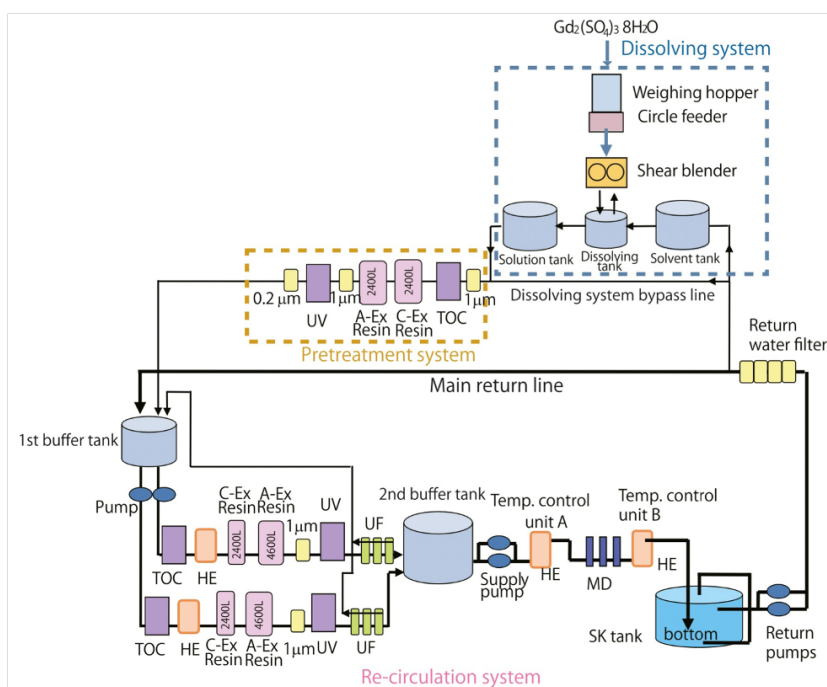 Gd₂(SO₄)₃ 8H₂O
Dissolving system
Weighing hopper
Circle feeder
Shear blender
Solution tank
Dissolving
tank
Solvent tank
0.2 μm
UV
1μm
2400L
A-Ex
Resin
2400L
C-Ex
Resin
TOC
1μm
Dissolving system bypass line
Pretreatment system
Return
water filter
Main return line
1st buffer tank
Pump
TOC
HE
C-Ex
Resin
2400L
A-Ex
Resin
4600L
1μm
UV
UF
2nd buffer tank
Supply
pump
Temp. control
unit A
HE
MD
Temp. control
unit B
HE
SK tank
bottom
Return
pumps
TOC
HE
2400L
C-Ex
Resin
4600L
A-Ex
Resin
1μm
UV
UF
Re-circulation system